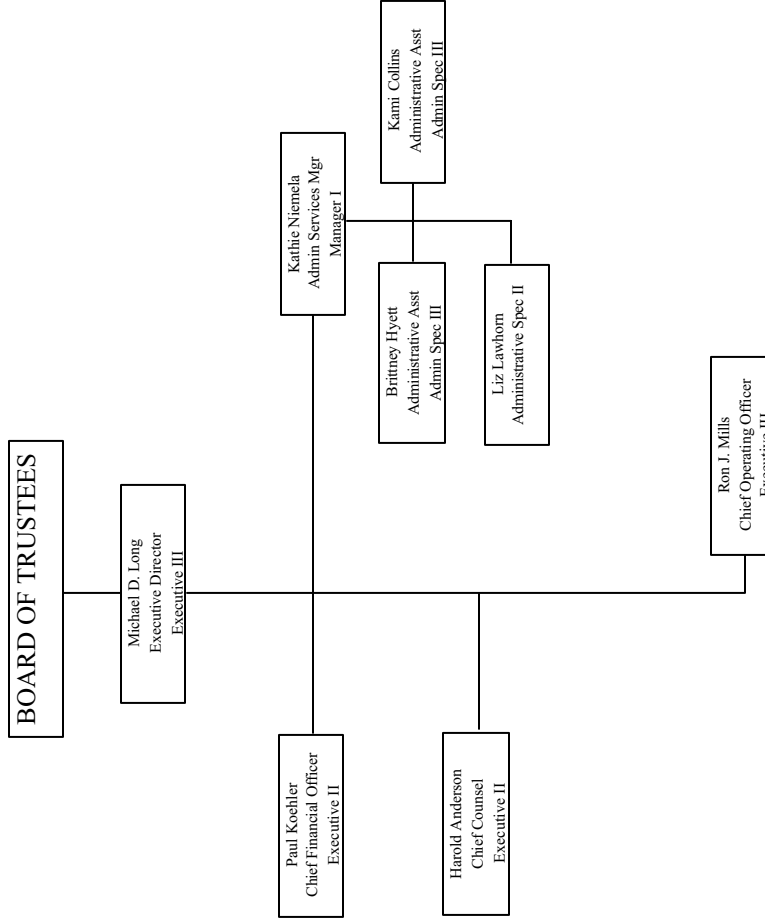 BOARD OF TRUSTEES
Michael D. Long
Executive Director
Executive III
Kathie Niemela
Admin Services Mgr
Manager I
Kami Collins
Administrative Asst
Admin Spec III
Brittney Hyett
Administrative Asst
Admin Spec III
Liz Lawhorn
Administrative Spec II
Paul Koehler
Chief Financial Officer
Executive II
Harold Anderson
Chief Counsel
Executive II
Ron J. Mills
Chief Operating Officer
Executive III